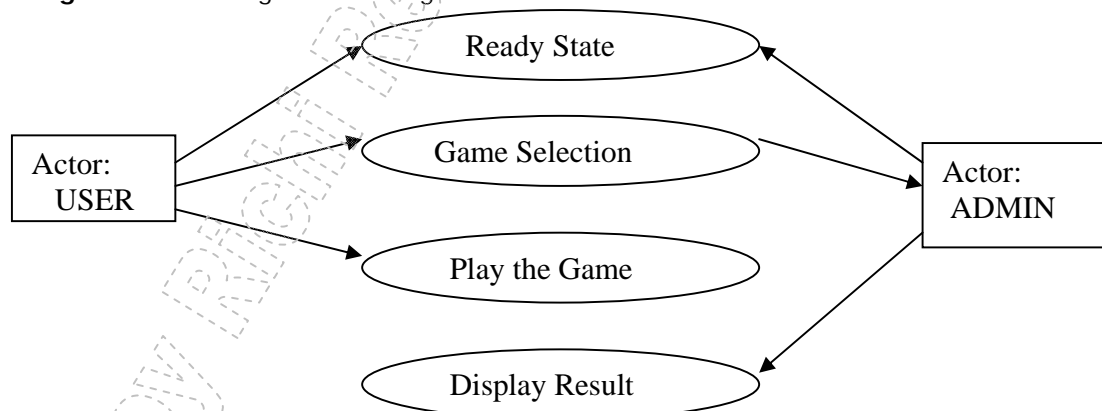 Ready State
Game Selection
Actor:
USER
Actor:
ADMIN
Play the Game
Display Result